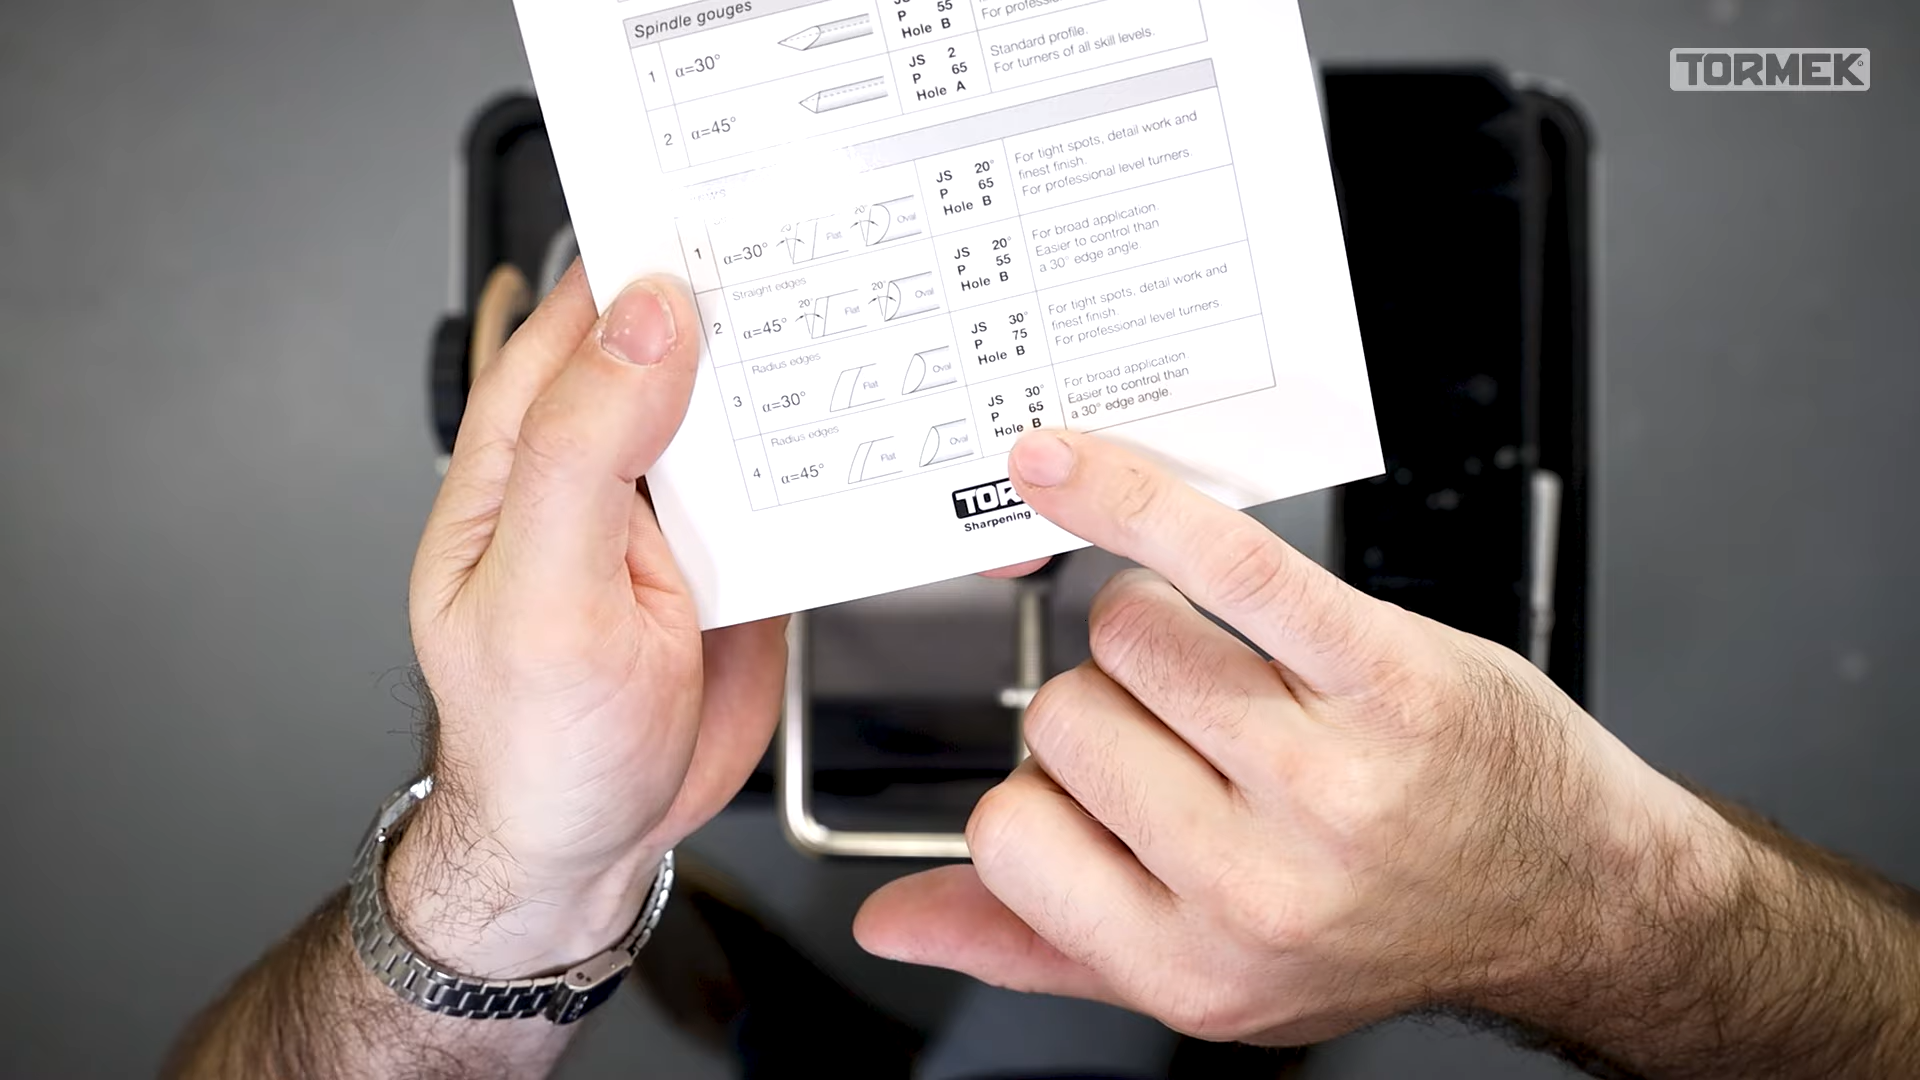 TORMEK
Spindle gouges
P 55
Hole B
1 α=30°
JS 2
P 65
Hole A
Standard profile.
For turners of all skill levels.
2 α=45°
JS 20°
P 65
Hole B
For tight spots, detail work and
finest finish.
For professional level turners.
1 α=30° Flat 20° Oval
Straight edges
JS 20°
P 55
Hole B
For broad application.
Easier to control than
a 30° edge angle.
2 α=45° 20° Flat 20° Oval
Radius edges
JS 30°
P 75
Hole B
For tight spots, detail work and
finest finish.
For professional level turners
3 α=30° Flat Oval
Radius edges
JS 30°
P 65
Hole B
For broad application.
Easier to control than
a 30° edge angle.
4 α=45° Flat Oval
Sharpening